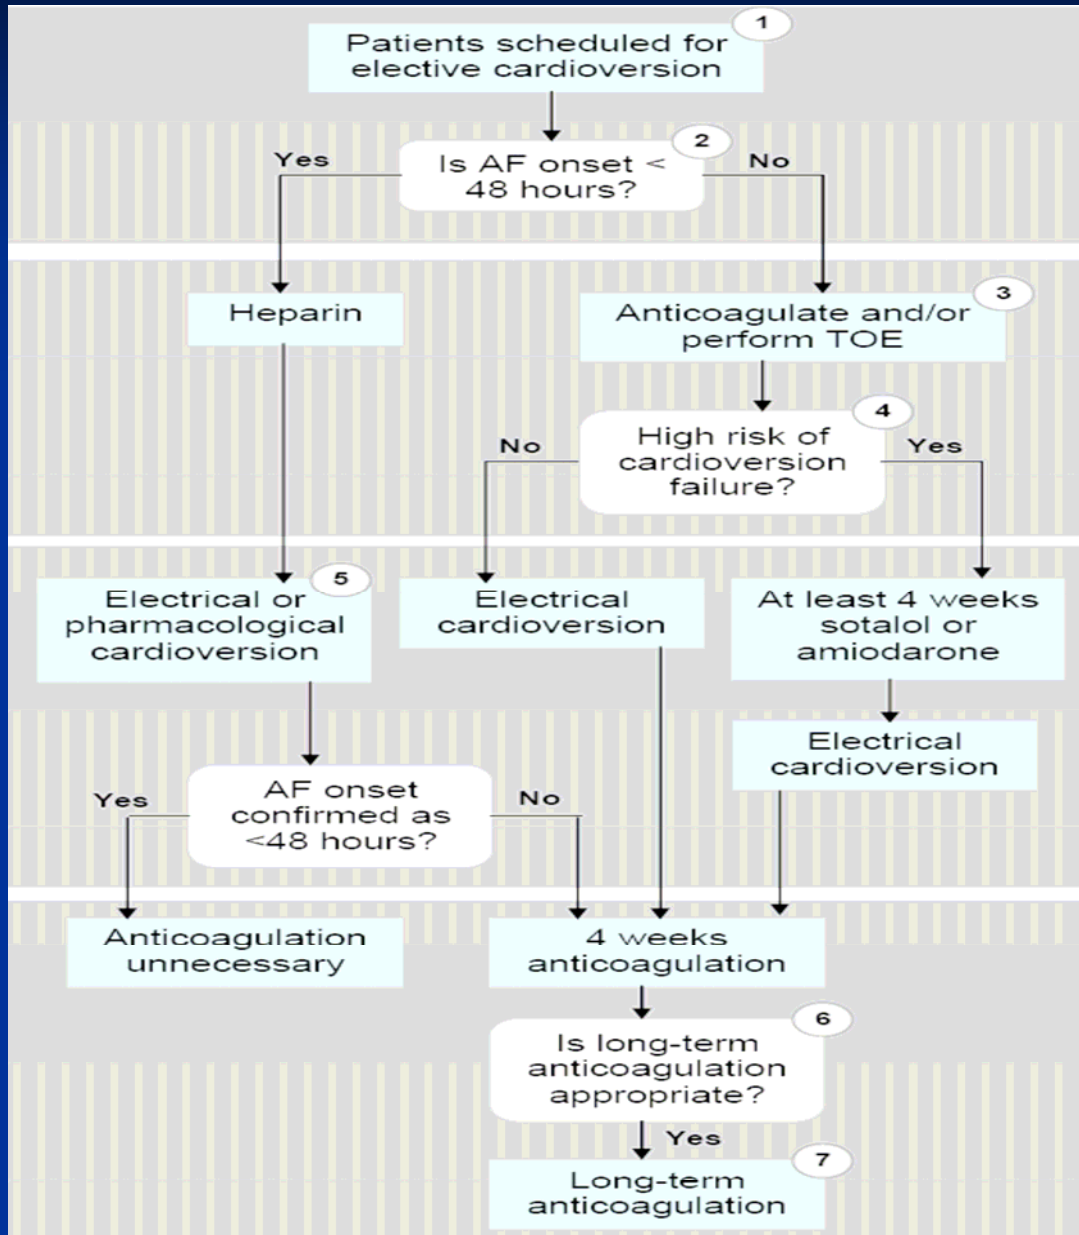 1
Patients scheduled for
elective cardioversion
2
Is AF onset <
48 hours?
Yes
No
Heparin
3
Anticoagulate and/or
perform TOE
4
High risk of
cardioversion
failure?
No
Yes
5
Electrical or
pharmacological
cardioversion
Electrical
cardioversion
At least 4 weeks
sotalol or
amiodarone
Electrical
cardioversion
AF onset
confirmed as
<48 hours?
Yes
No
Anticoagulation
unnecessary
4 weeks
anticoagulation
6
Is long-term
anticoagulation
appropriate?
Yes
7
Long-term
anticoagulation